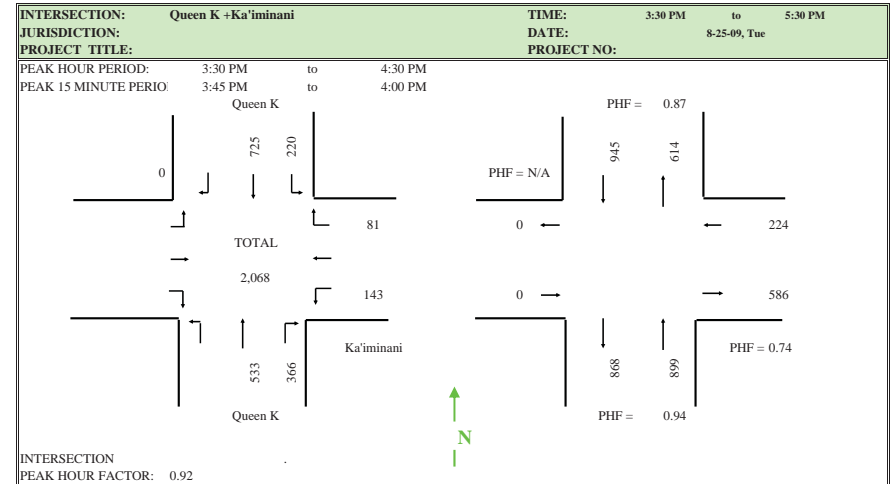 INTERSECTION: Queen K +Ka'iminani TIME: 3:30 PM to 5:30 PM
JURISDICTION: DATE: 8-25-09, Tue
PROJECT TITLE: PROJECT NO:
PEAK HOUR PERIOD: 3:30 PM to 4:30 PM
PEAK 15 MINUTE PERIO 3:45 PM to 4:00 PM
Queen K PHF = 0.87
725 220 945 614
0 PHF = N/A
81 0 224
TOTAL
2,068
143 0 586
Ka'iminani PHF = 0.74
533 366 868 899
Queen K PHF = 0.94
N
INTERSECTION .
PEAK HOUR FACTOR: 0.92